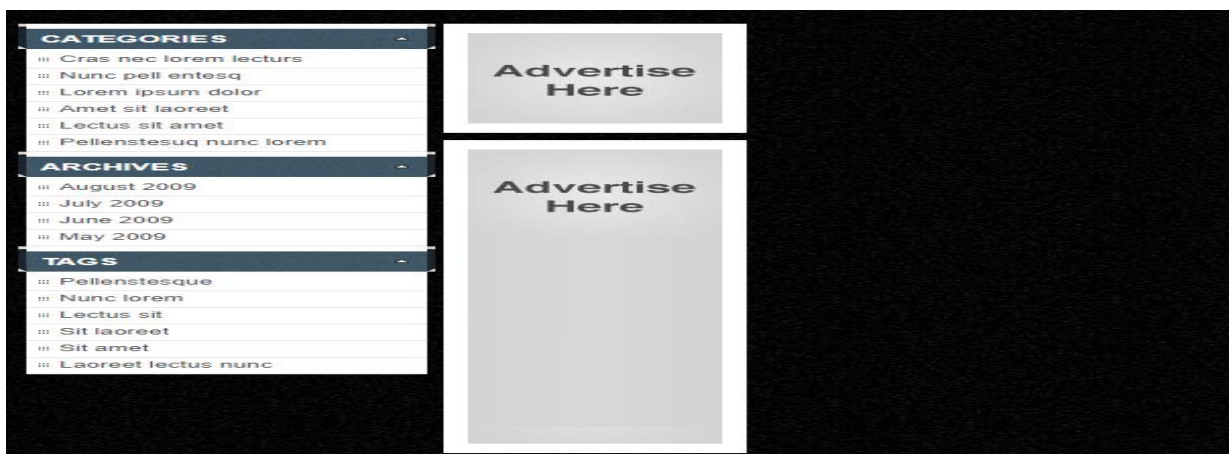 CATEGORIES
Cras nec lorem lecturs
Nunc pell entesq
Lorem ipsum dolor
Amet sit laoreet
Lectus sit amet
Pellenstesuq nunc lorem
ARCHIVES
August 2009
July 2009
June 2009
May 2009
TAGS
Pellenstesque
Nunc lorem
Lectus sit
Sit laoreet
Sit amet
Laoreet lectus nunc
Advertise
Here
Advertise
Here